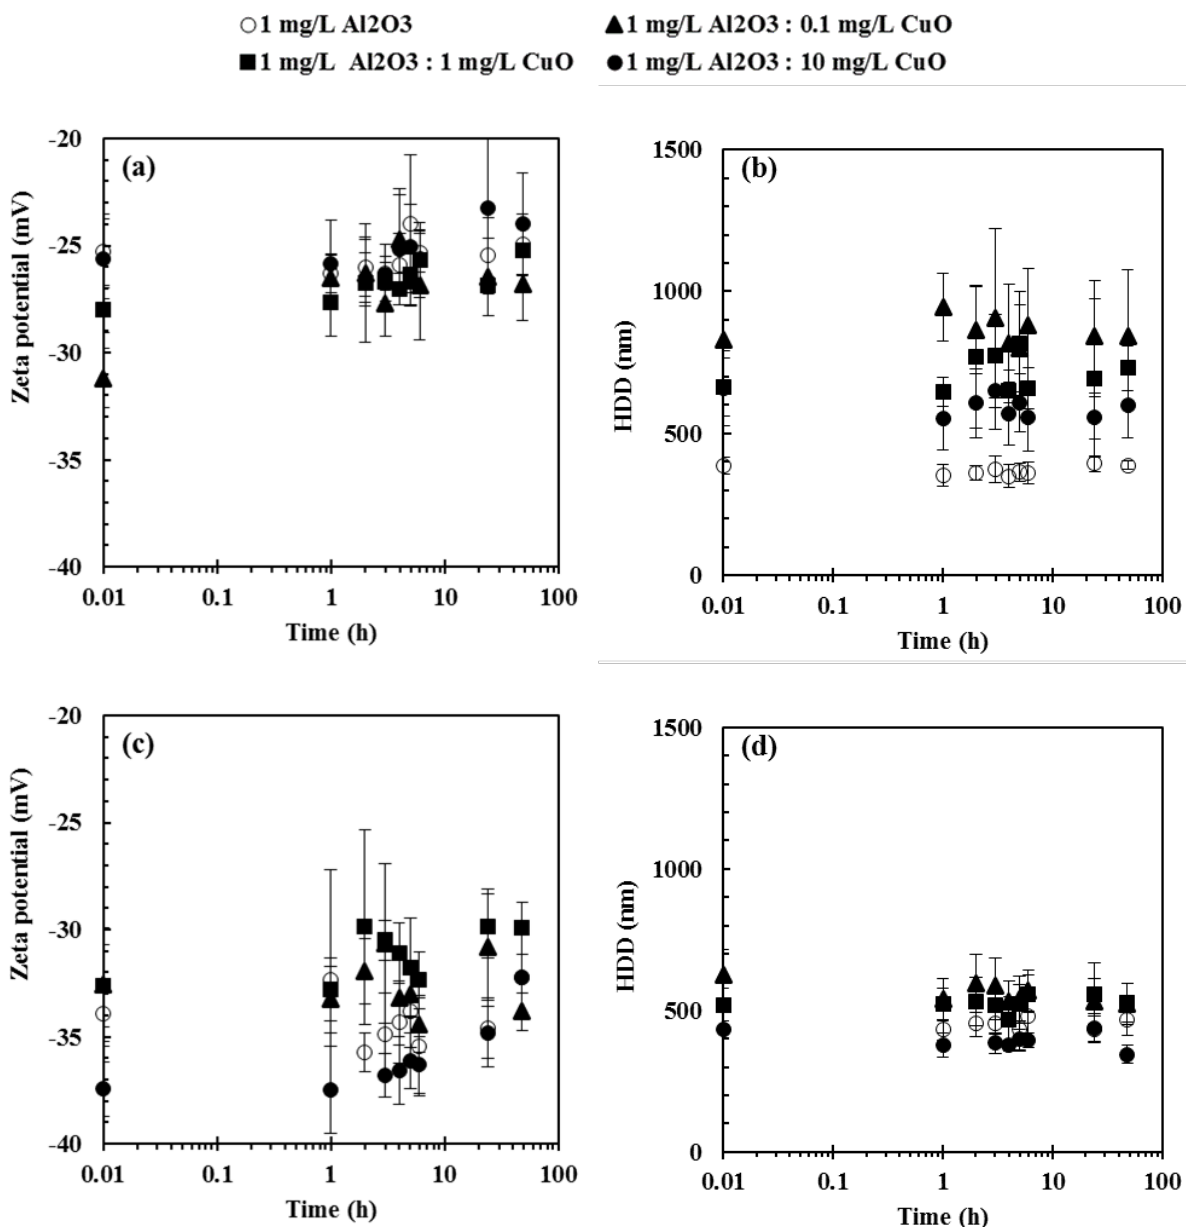 1 mg/L Al2O3
1 mg/L Al2O3 : 0.1 mg/L CuO
1 mg/L Al2O3 : 1 mg/L CuO
1 mg/L Al2O3 : 10 mg/L CuO
(a)
Zeta potential (mV)
-20
-25
-30
-35
-40
0.01 0.1 1 10 100
Time (h)
(b)
HDD (nm)
1500
1000
500
0
0.01 0.1 1 10 100
Time (h)
(c)
Zeta potential (mV)
-20
-25
-30
-35
-40
0.01 0.1 1 10 100
Time (h)
(d)
HDD (nm)
1500
1000
500
0
0.01 0.1 1 10 100
Time (h)